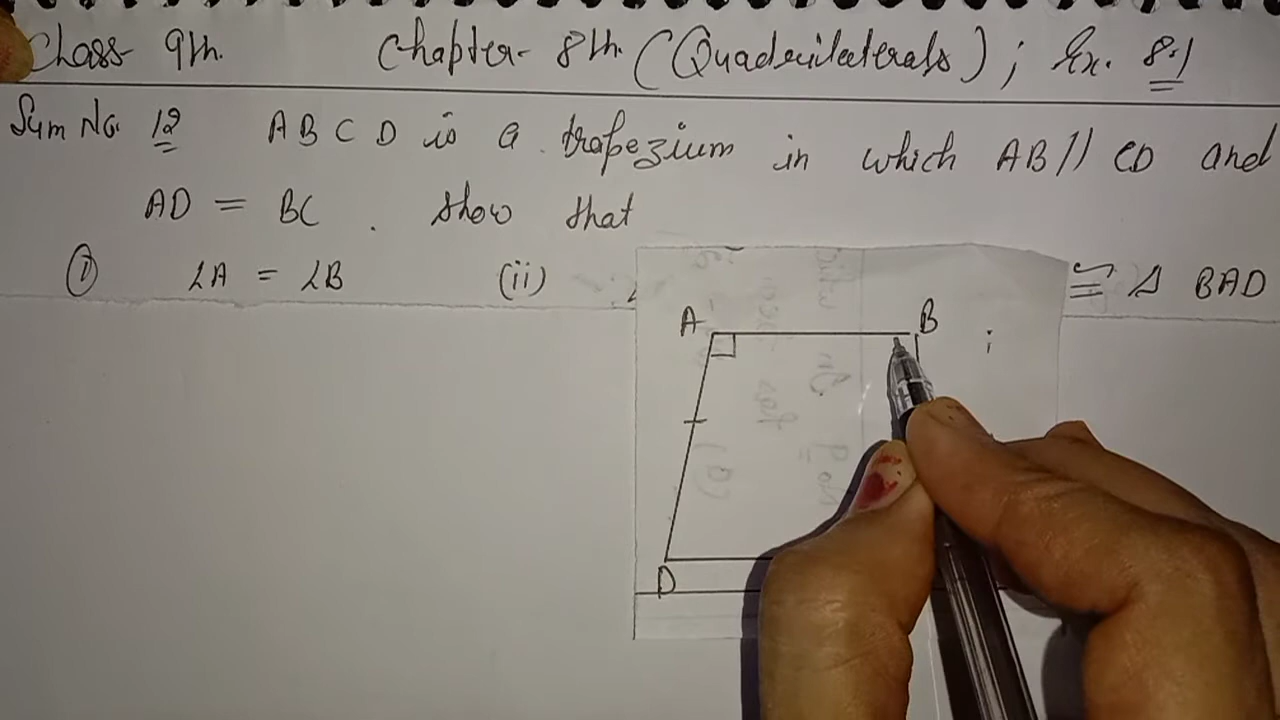 Class 9th. Chapter- 8th. (Quadrilaterals) ; Ex. 8.1
Sum No. 12 ABCD is a trapezium in which AB // CD and
AD = BC . Show that
(i) ∠A = ∠B (ii) ≅ Δ BAD
A B
D